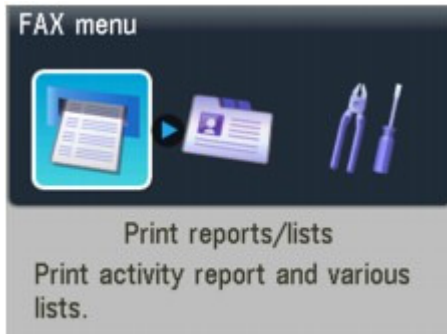 FAX menu
Print reports/lists
Print activity report and various
lists.